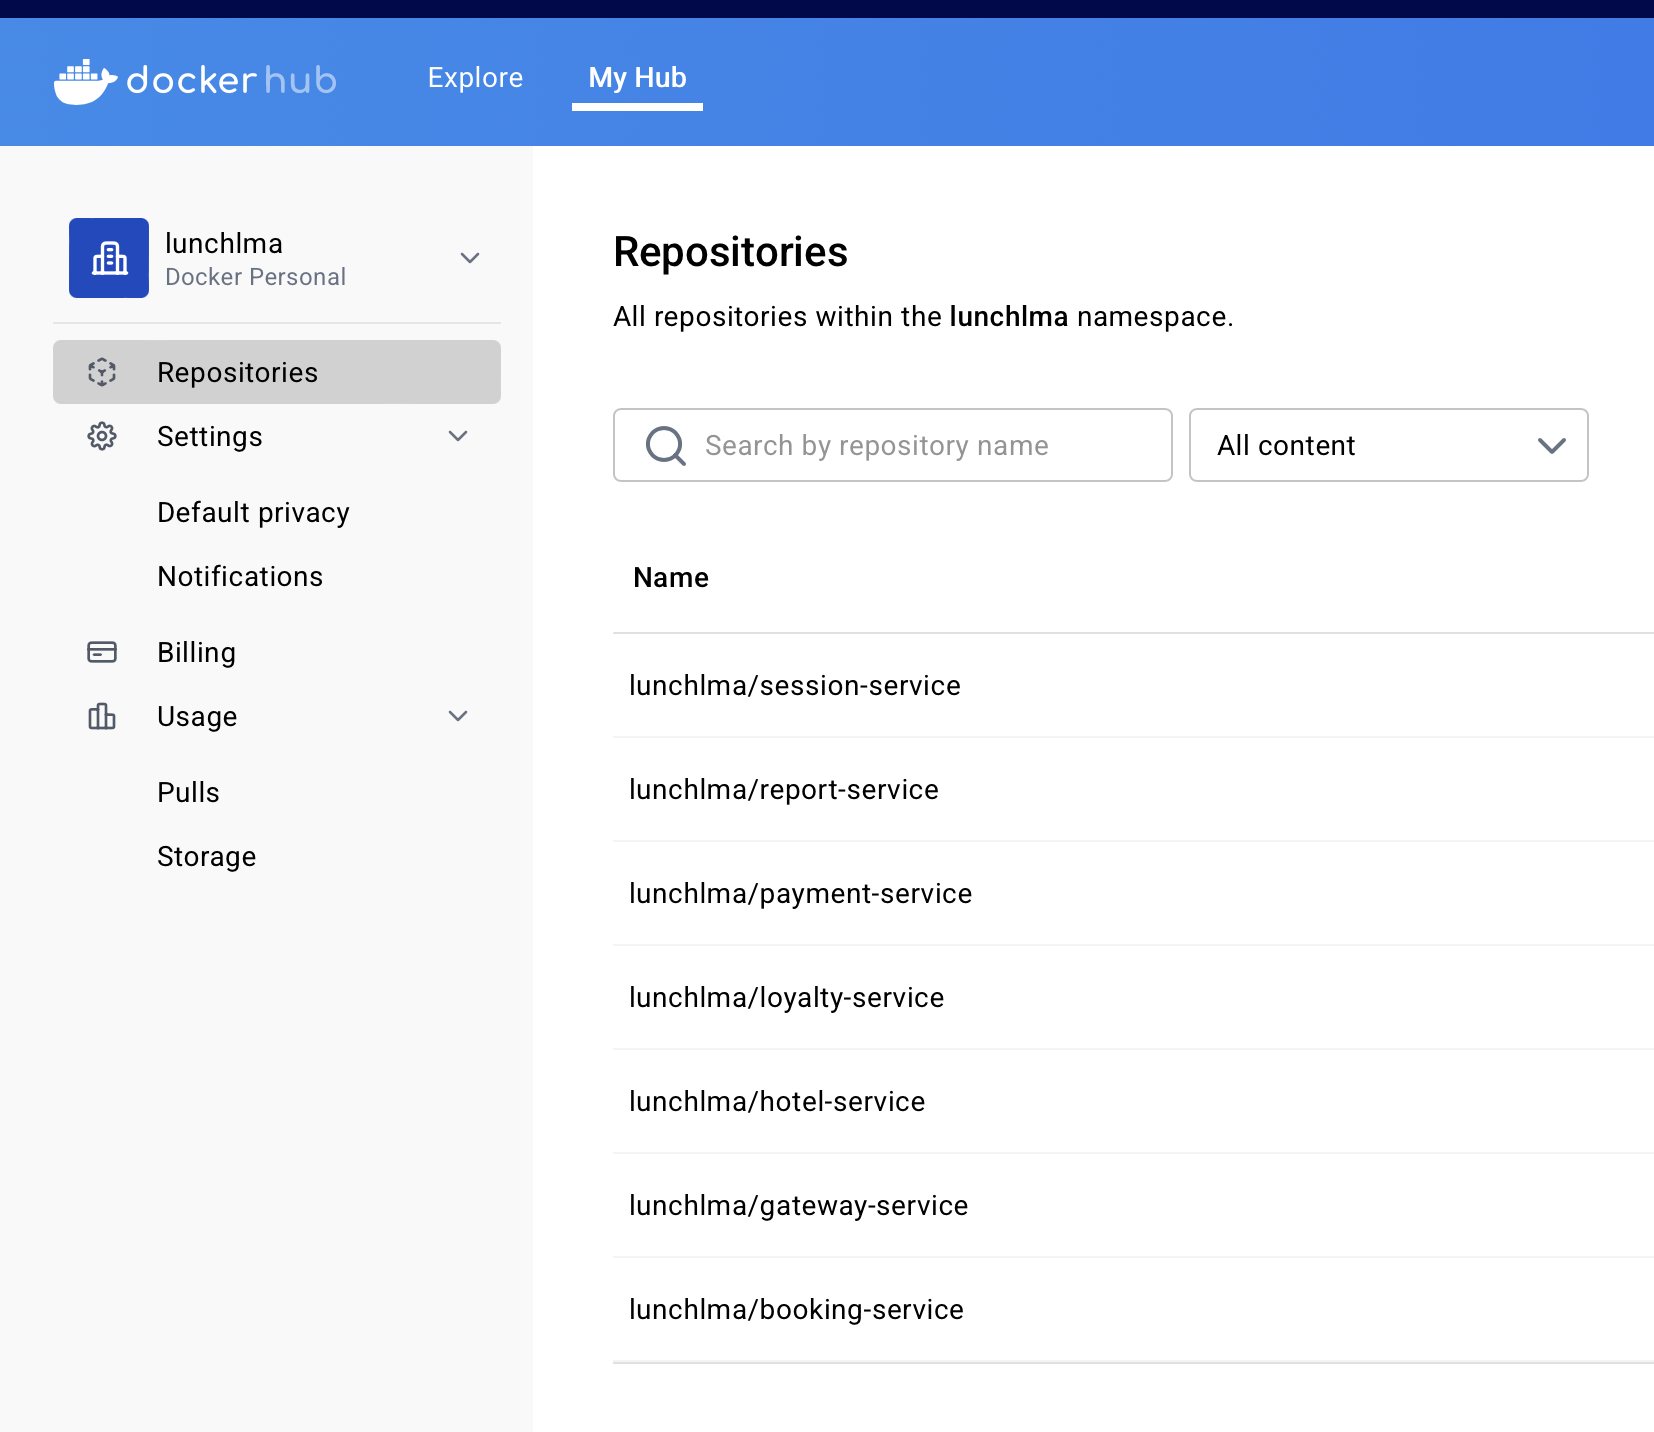 dockerhub
Explore
My Hub
lunchlma
Docker Personal
Repositories
Settings
Default privacy
Notifications
Billing
Usage
Pulls
Storage
Repositories
All repositories within the lunchlma namespace.
Search by repository name
All content
Name
lunchlma/session-service
lunchlma/report-service
lunchlma/payment-service
lunchlma/loyalty-service
lunchlma/hotel-service
lunchlma/gateway-service
lunchlma/booking-service